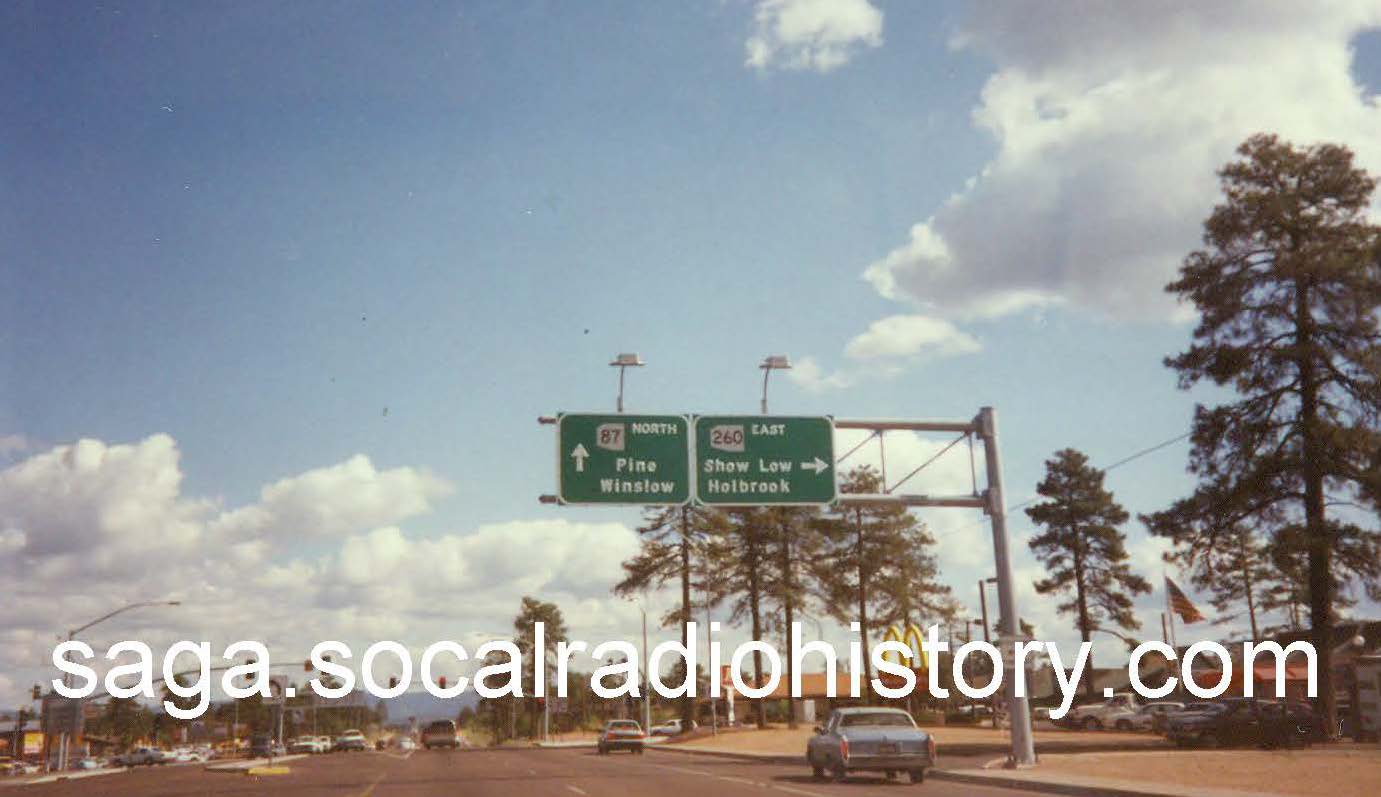 87 NORTH
Pine
Winslow
260 EAST
Show Low
Holbrook
saga.socalradiohistory.com